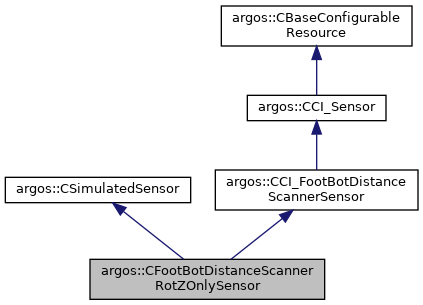 argos::CBaseConfigurable
Resource
argos::CCI_Sensor
argos::CSimulatedSensor
argos::CCI_FootBotDistance
ScannerSensor
argos::CFootBotDistanceScanner
RotZOnlySensor